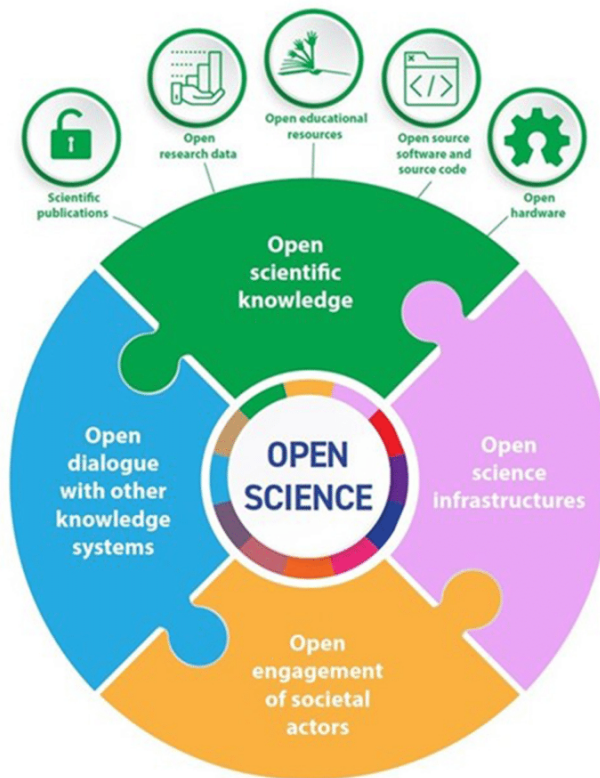 Scientific
publications
Open
research data
Open educational
resources
</>
Open source
software and
source code
Open
hardware
Open
scientific
knowledge
Open
dialogue
with other
knowledge
systems
OPEN
SCIENCE
Open
science
infrastructures
Open
engagement
of societal
actors